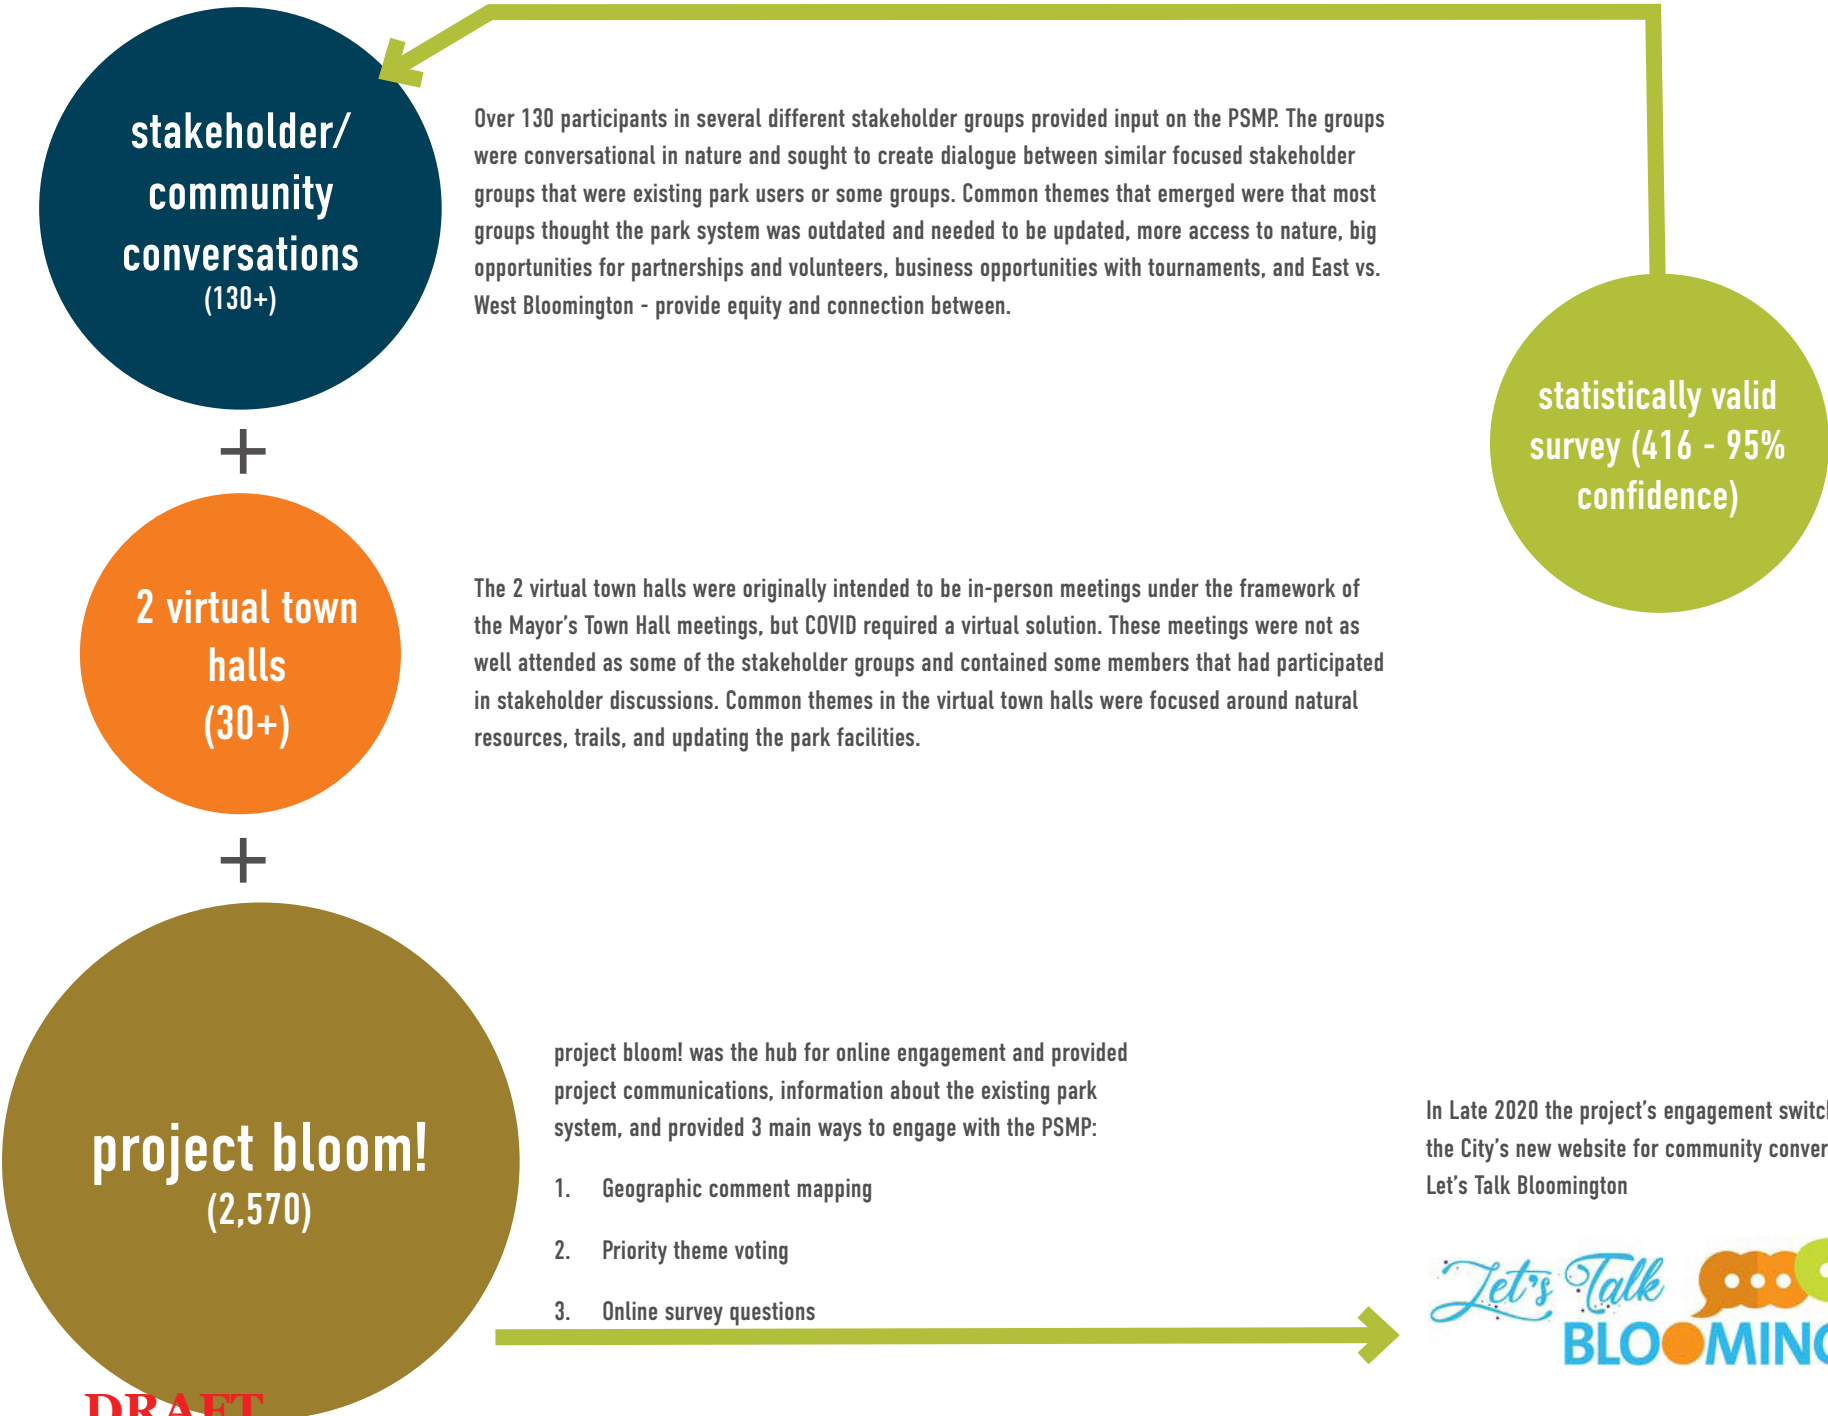 stakeholder/
community
conversations
(130+)
Over 130 participants in several different stakeholder groups provided input on the PSMP. The groups
were conversational in nature and sought to create dialogue between similar focused stakeholder
groups that were existing park users or some groups. Common themes that emerged were that most
groups thought the park system was outdated and needed to be updated, more access to nature, big
opportunities for partnerships and volunteers, business opportunities with tournaments, and East vs.
West Bloomington - provide equity and connection between.
statistically valid
survey (416 - 95%
confidence)
+
2 virtual town
halls
(30+)
The 2 virtual town halls were originally intended to be in-person meetings under the framework of
the Mayor's Town Hall meetings, but COVID required a virtual solution. These meetings were not as
well attended as some of the stakeholder groups and contained some members that had participated
in stakeholder discussions. Common themes in the virtual town halls were focused around natural
resources, trails, and updating the park facilities.
+
project bloom!
(2,570)
project bloom! was the hub for online engagement and provided
project communications, information about the existing park
system, and provided 3 main ways to engage with the PSMP:
1. Geographic comment mapping
2. Priority theme voting
3. Online survey questions
In Late 2020 the project's engagement
the City's new website for community
Let's Talk Bloomington
Let's Talk
DRAFT